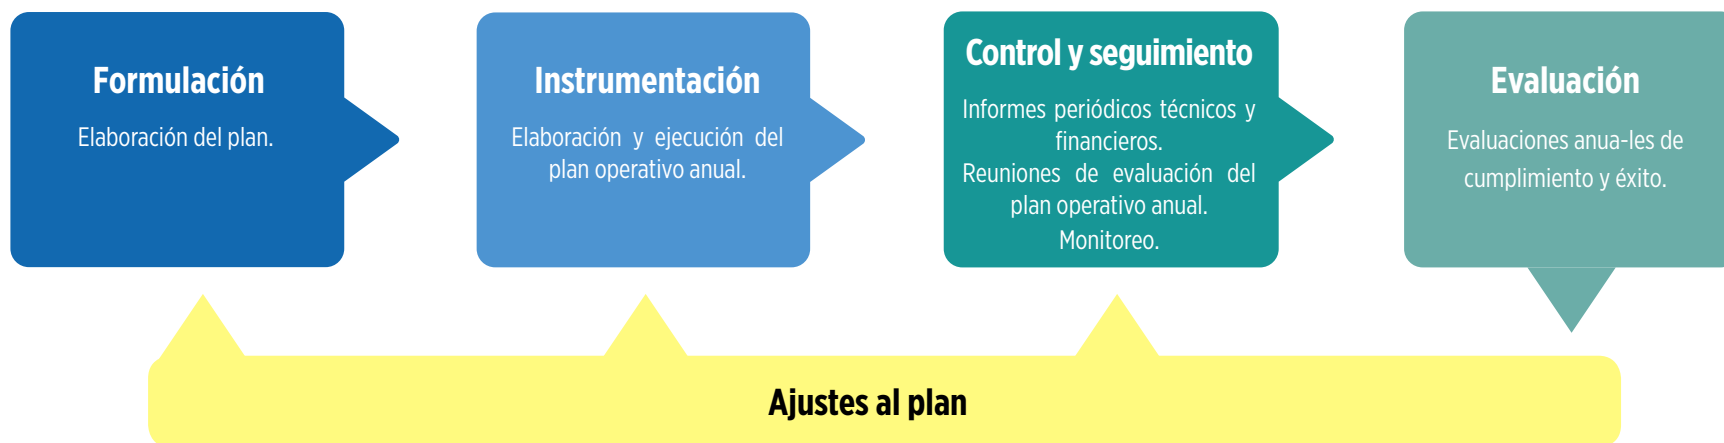 Formulación
Elaboración del plan.
Instrumentación
Elaboración y ejecución del
plan operativo anual.
Control y seguimiento
Informes periódicos técnicos y
financieros.
Reuniones de evaluación del
plan operativo anual.
Monitoreo.
Evaluación
Evaluaciones anua-les de
cumplimiento y éxito.
Ajustes al plan